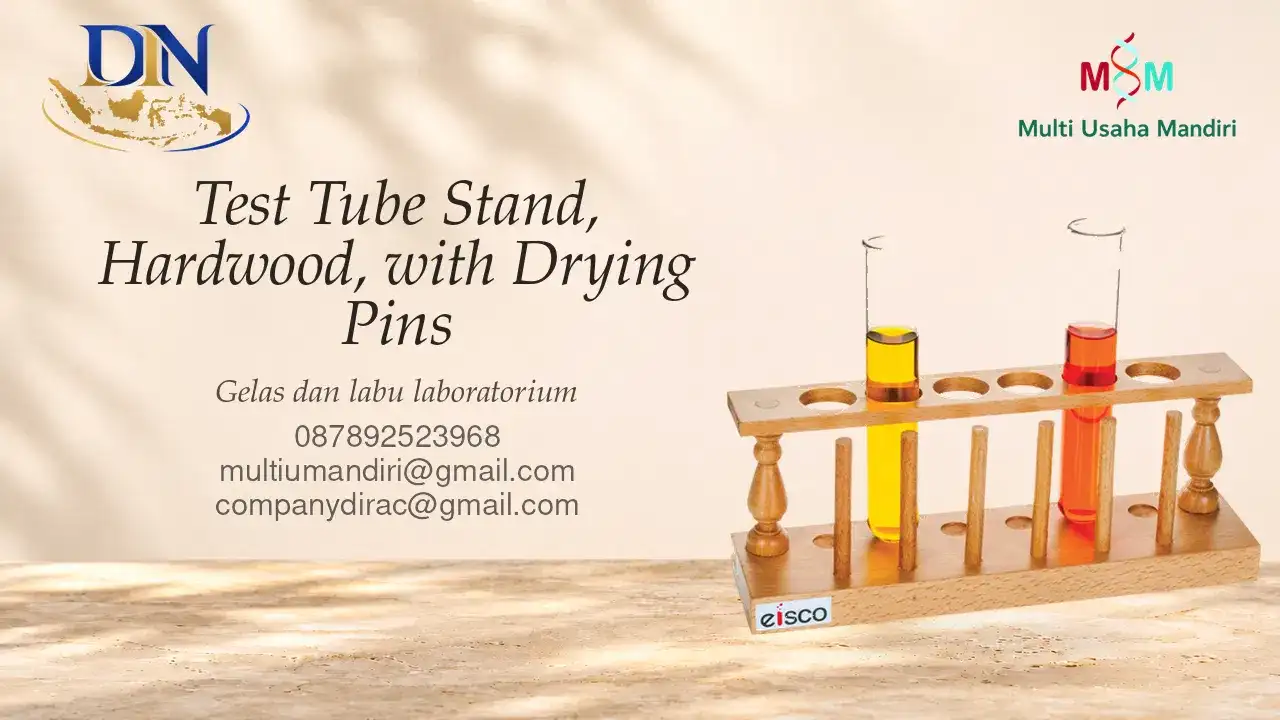 DIN
M M
Multi Usaha Mandiri
Test Tube Stand,
Hardwood, with Drying
Pins
Gelas dan labu laboratorium
087892523968
multiumandiri@gmail.com
companydirac@gmail.com
eisco